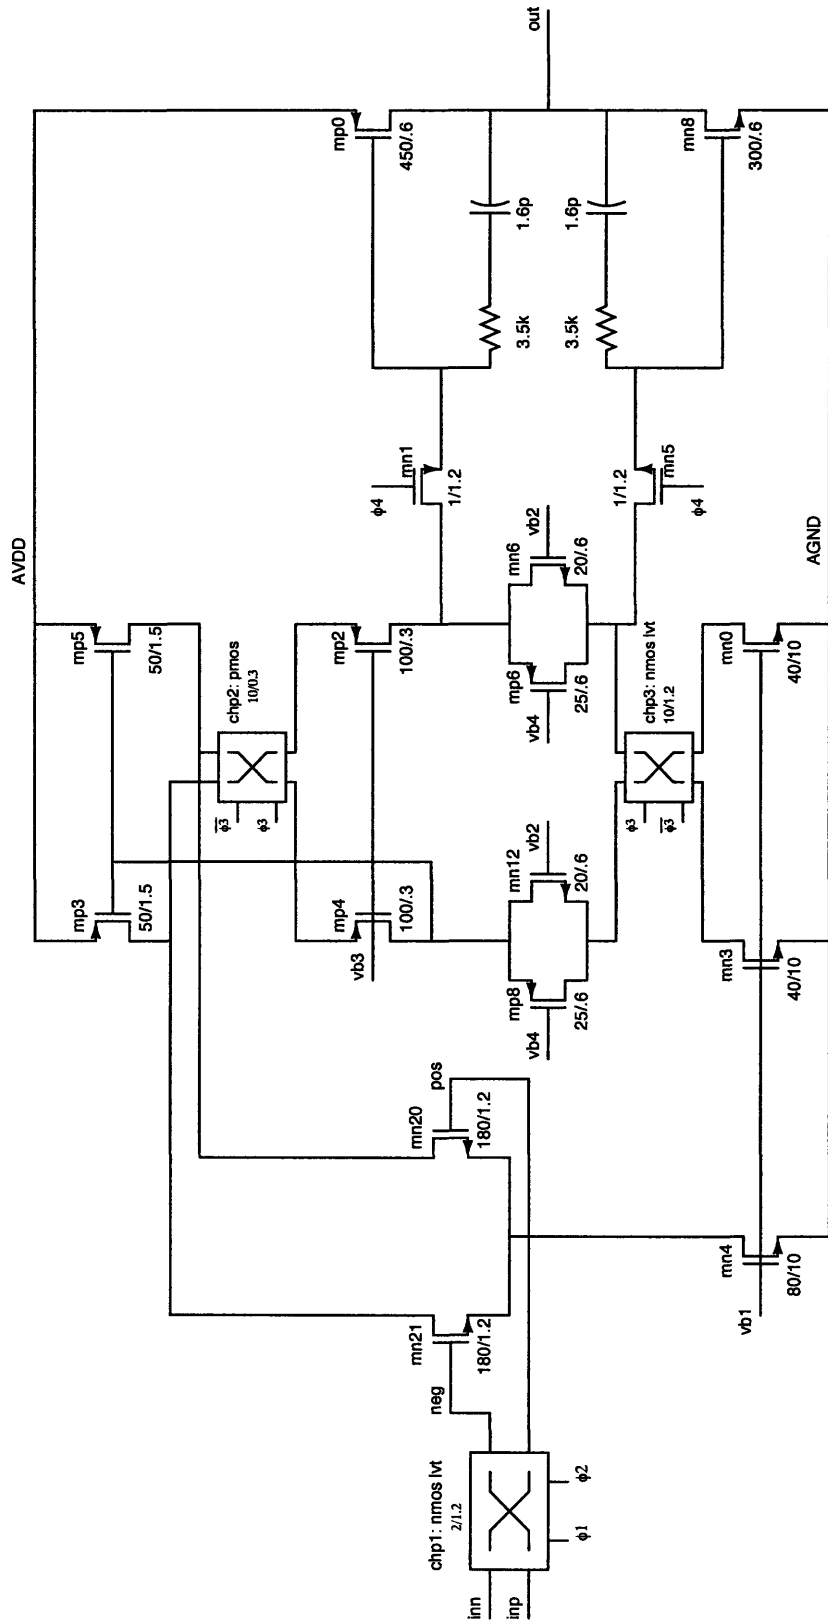 AVDD
mp3
50/1.5
mp5
50/1.5
chp2: pmos
10/0.3
φ3
φ3
mp4
100/.3
vb3
mp2
100/.3
mp0
450/.6
φ4
mn1
1/1.2
3.5k
1.6p
out
chp1: nmos lvt
2/1.2
inn
inp
φ1
φ2
neg
mn21
180/1.2
mn20
180/1.2
pos
vb4
mp8
25/.6
mn12
20/.6
vb2
vb4
mp6
25/.6
mn6
20/.6
vb2
1/1.2
mn5
φ4
3.5k
1.6p
chp3: nmos lvt
10/1.2
φ3
φ3
vb1
mn4
80/10
mn3
40/10
mn0
40/10
mn8
300/.6
AGND